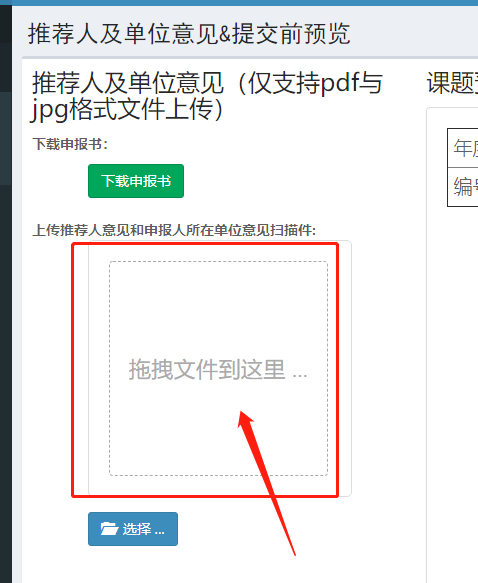 推荐人及单位意见&提交前预览
推荐人及单位意见（仅支持pdf与
jpg格式文件上传）
下载申报书：
下载申报书
上传推荐人意见和申报人所在单位意见扫描件:
拖拽文件到这里 ...
选择 ...
课题
年度
编号